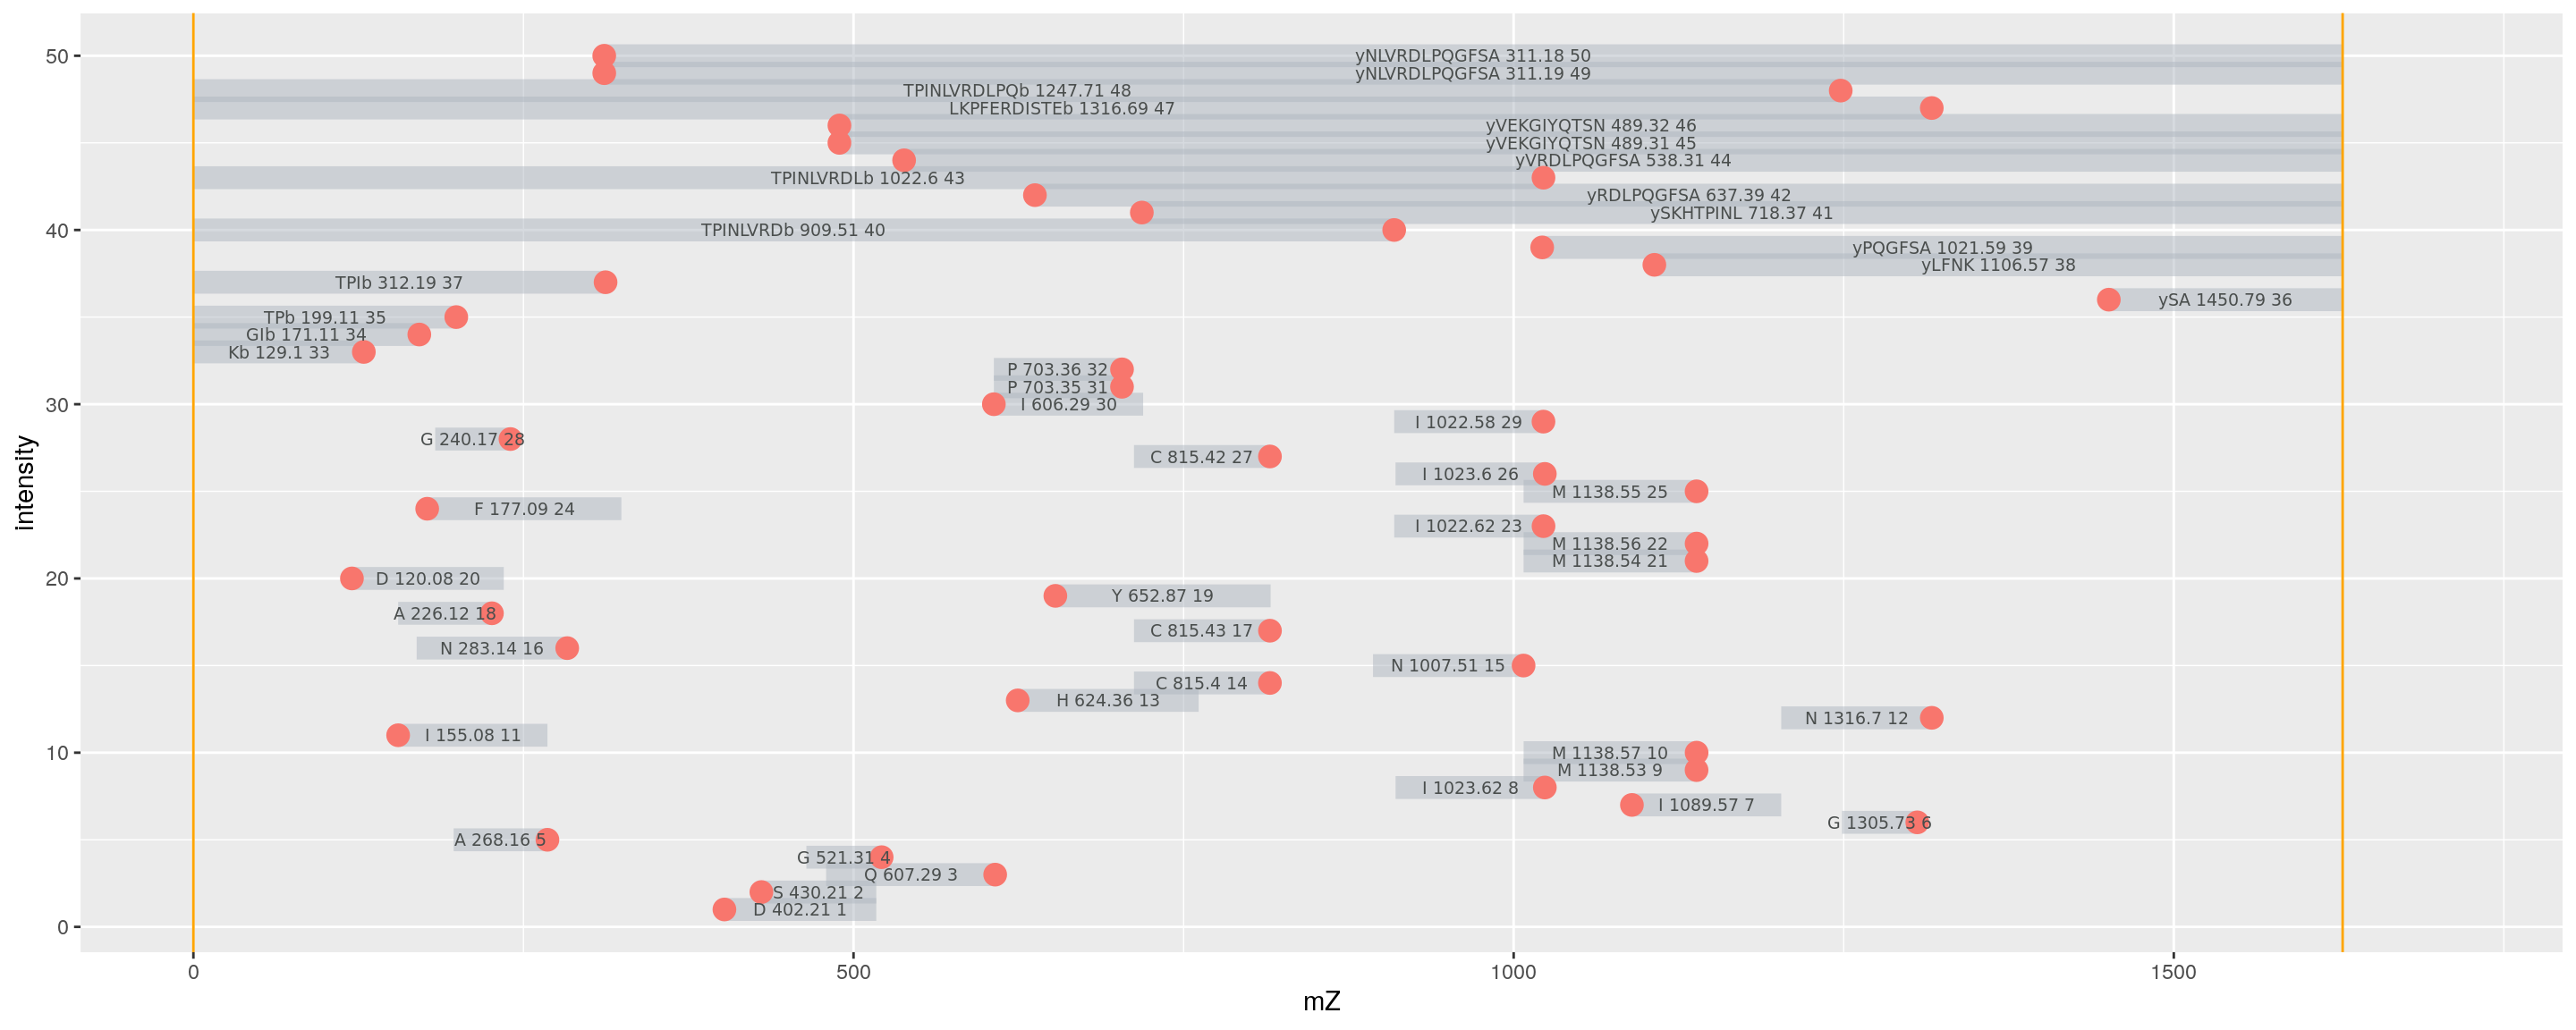 50
yNLVRDLPQGFSA 311.18 50
yNLVRDLPQGFSA 311.19 49
TPINLVRDLPQb 1247.71 48
LKPFERDISTEb 1316.69 47
yVEKGIYQTSN 489.32 46
yVEKGIYQTSN 489.31 45
yVRDLPQGFSA 538.31 44
TPINLVRDLb 1022.6 43
yRDLPQGFSA 637.39 42
ySKHTPINL 718.37 41
40
TPINLVRDb 909.51 40
yPQGFSA 1021.59 39
yLFNK 1106.57 38
TPIb 312.19 37
ySA 1450.79 36
TPb 199.11 35
GIb 171.11 34
Kb 129.1 33
P 703.36 32
P 703.35 31
30
I 606.29 30
I 1022.58 29
G 240.17 28
C 815.42 27
I 1023.6 26
M 1138.55 25
F 177.09 24
I 1022.62 23
M 1138.56 22
M 1138.54 21
20
D 120.08 20
Y 652.87 19
A 226.12 18
C 815.43 17
N 283.14 16
N 1007.51 15
C 815.4 14
H 624.36 13
N 1316.7 12
I 155.08 11
10
M 1138.57 10
M 1138.53 9
I 1023.62 8
I 1089.57 7
G 1305.73 6
A 268.16 5
G 521.31 4
Q 607.29 3
S 430.21 2
D 402.21 1
0
intensity
0
500
1000
1500
mZ